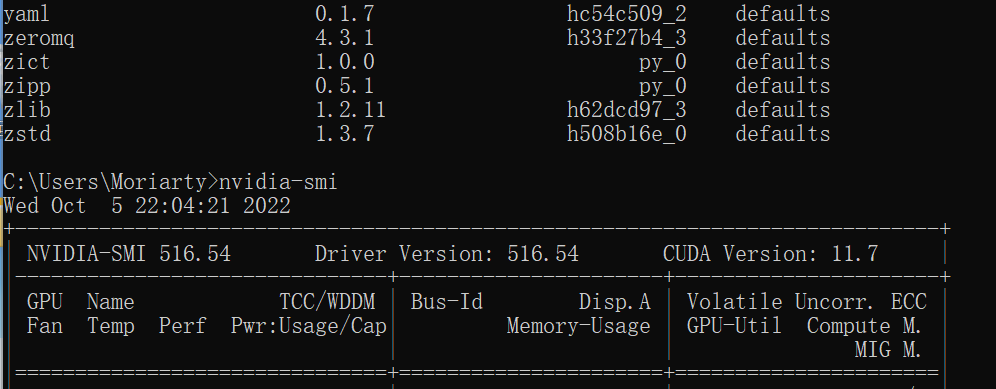 yaml 0.1.7 hc54c509_2 defaults
zeromq 4.3.1 h33f27b4_3 defaults
zict 1.0.0 py_0 defaults
zipp 0.5.1 py_0 defaults
zlib 1.2.11 h62dcd97_3 defaults
zstd 1.3.7 h508b16e_0 defaults
C:\Users\Moriarty>nvidia-smi
Wed Oct  5 22:04:21 2022
+-----------------------------------------------------------------------------+
| NVIDIA-SMI 516.54       Driver Version: 516.54       CUDA Version: 11.7     |
|-------------------------------+----------------------+----------------------+
| GPU  Name            TCC/WDDM | Bus-Id        Disp.A | Volatile Uncorr. ECC |
| Fan  Temp  Perf  Pwr:Usage/Cap|         Memory-Usage | GPU-Util  Compute M. |
|                               |                      |               MIG M. |
|===============================+======================+======================|